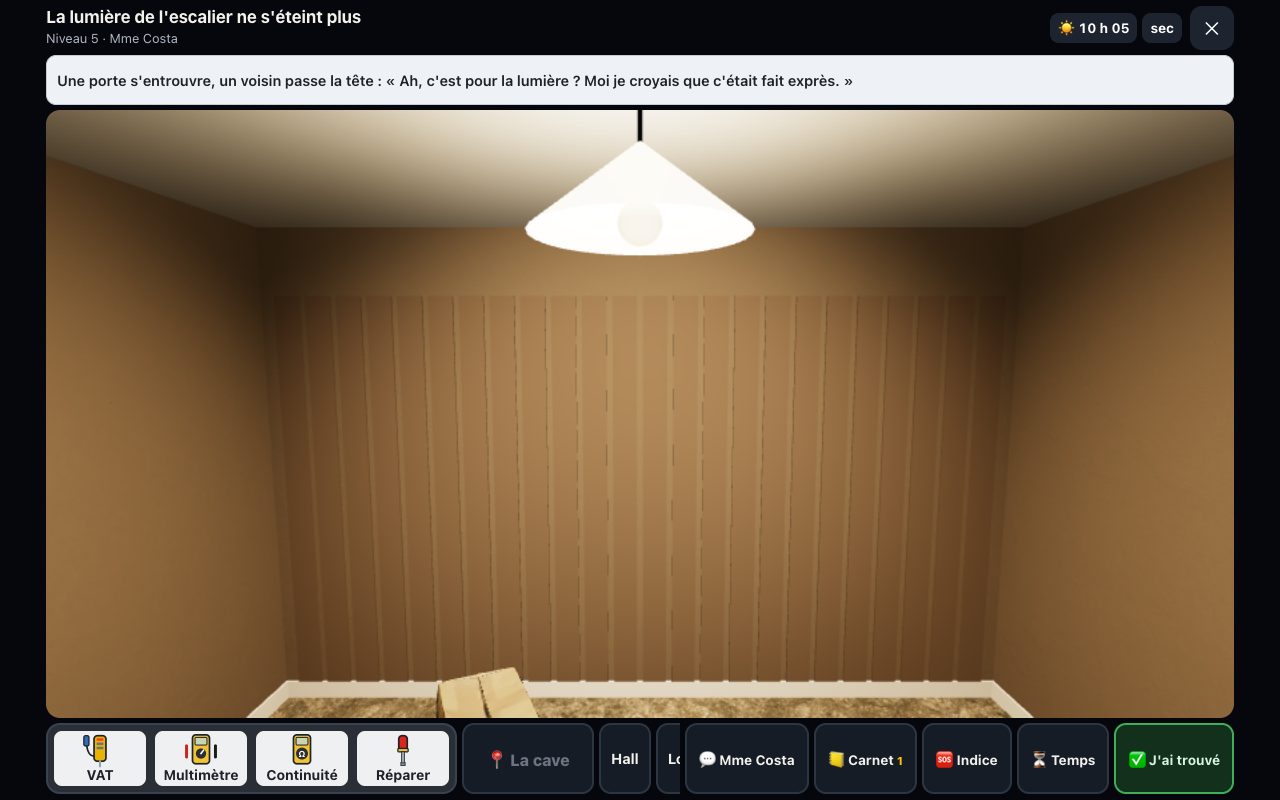 La lumière de l'escalier ne s'éteint plus
Niveau 5 · Mme Costa
☀️ 10 h 05
sec
Une porte s'entrouvre, un voisin passe la tête : « Ah, c'est pour la lumière ? Moi je croyais que c'était fait exprès. »
VAT
Multimètre
Continuité
Réparer
📍 La cave
Hall
💬 Mme Costa
📒 Carnet 1
🆘 Indice
⏳ Temps
✅ J'ai trouvé